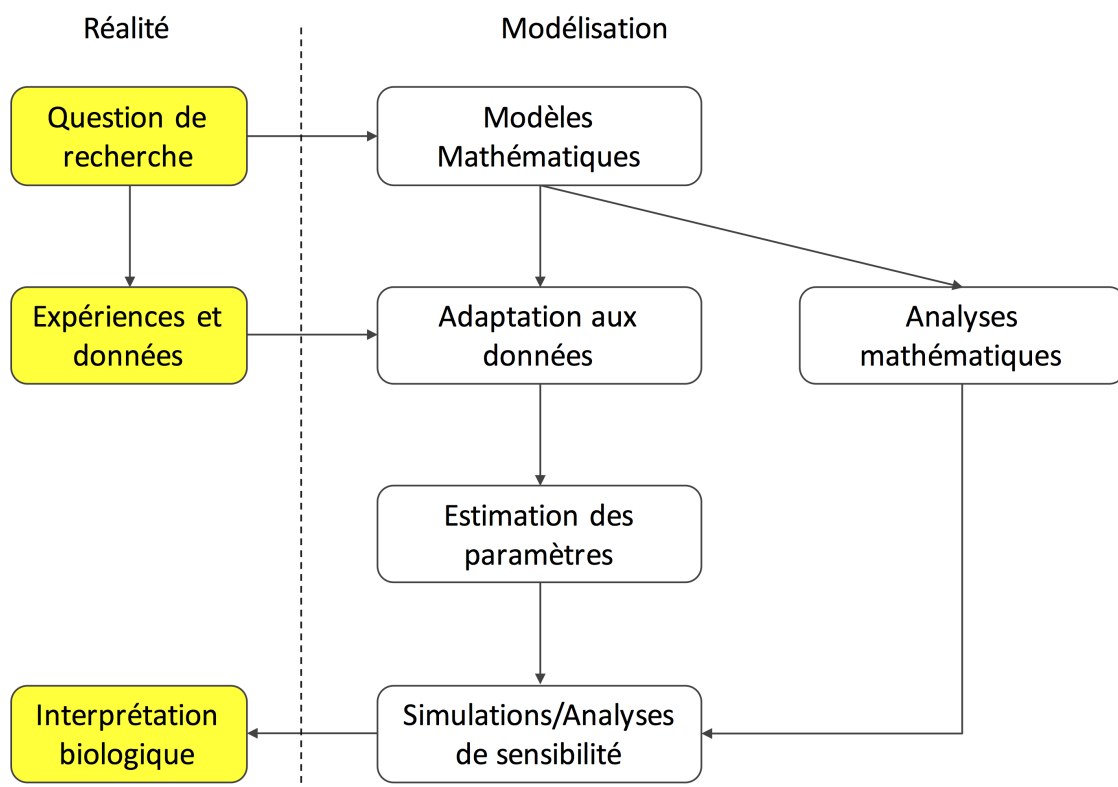 Réalité
Modélisation
Question de
recherche
Modèles
Mathématiques
Expériences et
données
Adaptation aux
données
Analyses
mathématiques
Estimation des
paramètres
Interprétation
biologique
Simulations/Analyses
de sensibilité